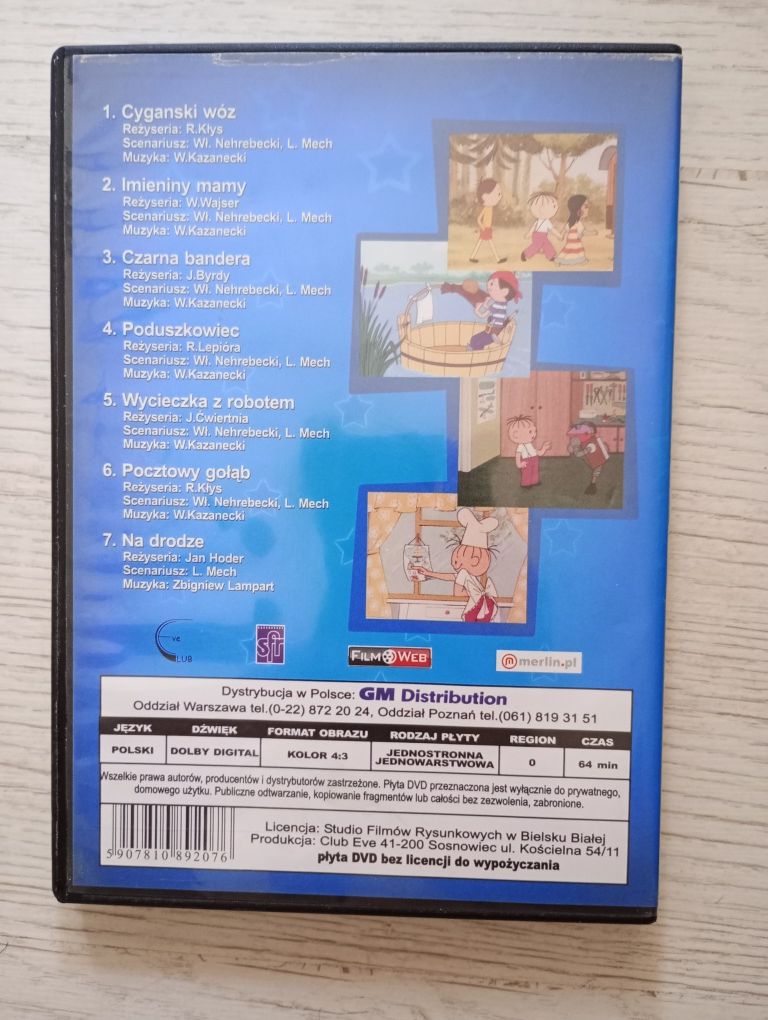 1. Cyganski wóz
Reżyseria: R.Kłys
Scenariusz: Wł. Nehrebecki, L. Mech
Muzyka: W.Kazanecki
2. Imieniny mamy
Reżyseria: W.Wajser
Scenariusz: Wł. Nehrebecki, L. Mech
Muzyka: W.Kazanecki
3. Czarna bandera
Reżyseria: J.Byrdy
Scenariusz: Wł. Nehrebecki, L. Mech
Muzyka: W.Kazanecki
4. Poduszkowiec
Reżyseria: R.Lepióra
Scenariusz: Wł. Nehrebecki, L. Mech
Muzyka: W.Kazanecki
5. Wycieczka z robotem
Reżyseria: J.Ćwiertnia
Scenariusz: Wł. Nehrebecki, L. Mech
Muzyka: W.Kazanecki
6. Pocztowy gołąb
Reżyseria: R.Kłys
Scenariusz: Wł. Nehrebecki, L. Mech
Muzyka: W.Kazanecki
7. Na drodze
Reżyseria: Jan Hoder
Scenariusz: L. Mech
Muzyka: Zbigniew Lampart
Eve CLUB
sfr
FILM WEB
merlin.pl
Dystrybucja w Polsce: GM Distribution
Oddział Warszawa tel.(0-22) 872 20 24, Oddział Poznań tel.(061) 819 31 51
JĘZYK DŹWIĘK FORMAT OBRAZU RODZAJ PŁYTY REGION CZAS
POLSKI DOLBY DIGITAL KOLOR 4:3 JEDNOSTRONNA JEDNOWARSTWOWA 0 64 min
Wszelkie prawa autorów, producentów i dystrybutorów zastrzeżone. Płyta DVD przeznaczona jest wyłącznie do prywatnego,
domowego użytku. Publiczne odtwarzanie, kopiowanie fragmentów lub całości bez zezwolenia, zabronione.
5 907810 892076
Licencja: Studio Filmów Rysunkowych w Bielsku Białej
Produkcja: Club Eve 41-200 Sosnowiec ul. Kościelna 54/11
płyta DVD bez licencji do wypożyczania